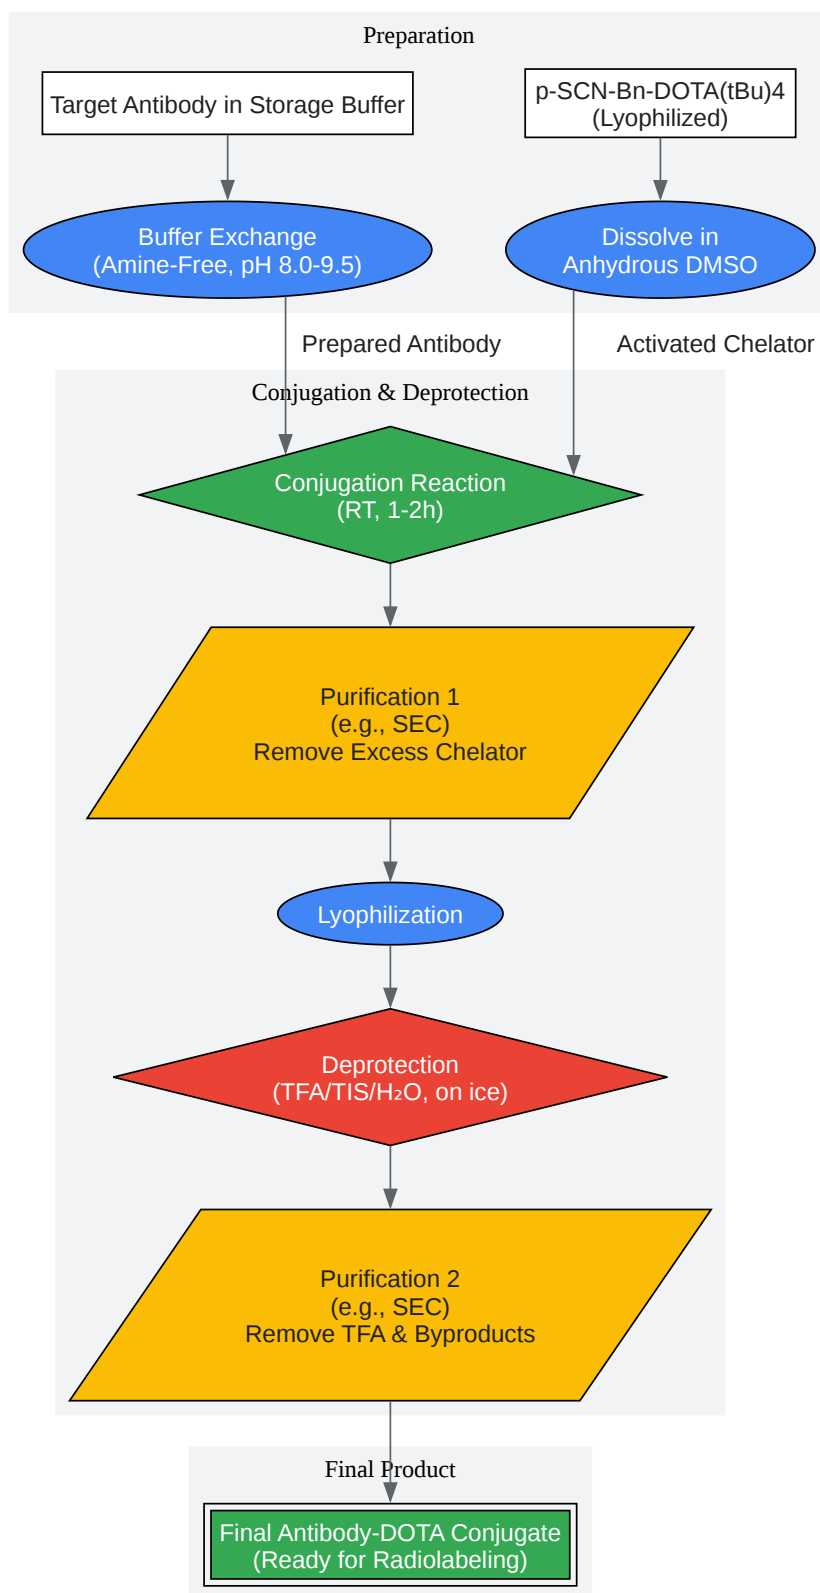 Preparation
Target Antibody in Storage Buffer
p-SCN-Bn-DOTA(tBu)4
(Lyophilized)
Buffer Exchange
(Amine-Free, pH 8.0-9.5)
Dissolve in
Anhydrous DMSO
Prepared Antibody
Activated Chelator
Conjugation & Deprotection
Conjugation Reaction
(RT, 1-2h)
Purification 1
(e.g., SEC)
Remove Excess Chelator
Lyophilization
Deprotection
(TFA/TIS/H₂O, on ice)
Purification 2
(e.g., SEC)
Remove TFA & Byproducts
Final Product
Final Antibody-DOTA Conjugate
(Ready for Radiolabeling)